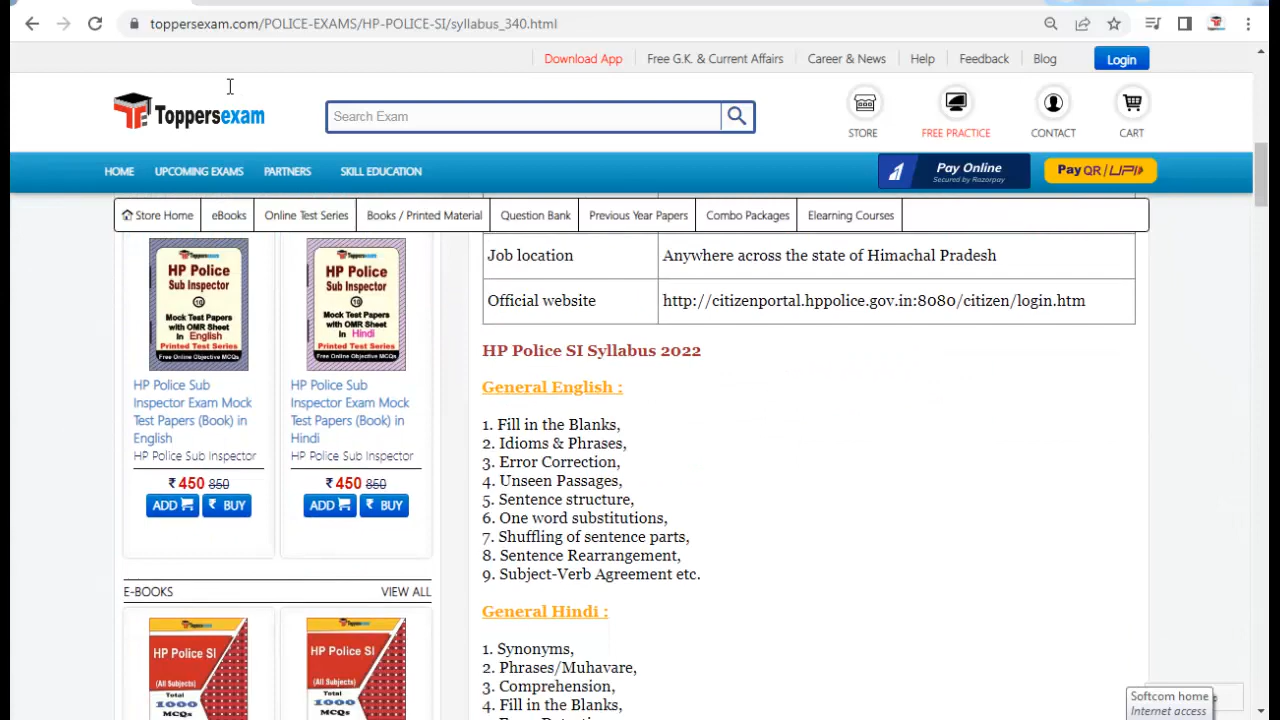 toppersexam.com/POLICE-EXAMS/HP-POLICE-SI/syllabus_340.html
Download App
Free G.K. & Current Affairs
Career & News
Help
Feedback
Blog
Login
Toppersexam
Search Exam
STORE
FREE PRACTICE
CONTACT
CART
HOME
UPCOMING EXAMS
PARTNERS
SKILL EDUCATION
Pay Online
Secured by Razorpay
Pay QR/UPI
Store Home
eBooks
Online Test Series
Books / Printed Material
Question Bank
Previous Year Papers
Combo Packages
Elearning Courses
Toppersexam
HP Police
Sub Inspector
10
Mock Test Papers
with OMR Sheet
in English
Printed Test Series
Free Online Objective MCQs
HP Police Sub
Inspector Exam Mock
Test Papers (Book) in
English
HP Police Sub Inspector
₹ 450 850
ADD
₹ BUY
Toppersexam
HP Police
Sub Inspector
10
Mock Test Papers
with OMR Sheet
in Hindi
Printed Test Series
Free Online Objective MCQs
HP Police Sub
Inspector Exam Mock
Test Papers (Book) in
Hindi
HP Police Sub Inspector
₹ 450 850
ADD
₹ BUY
E-BOOKS
VIEW ALL
Toppersexam
HP Police SI
(All Subjects)
Total
1000
MCQs
Toppersexam
HP Police SI
(All Subjects)
Total
1000
MCQs
Job location
Anywhere across the state of Himachal Pradesh
Official website
http://citizenportal.hppolice.gov.in:8080/citizen/login.htm
HP Police SI Syllabus 2022
General English :
1. Fill in the Blanks,
2. Idioms & Phrases,
3. Error Correction,
4. Unseen Passages,
5. Sentence structure,
6. One word substitutions,
7. Shuffling of sentence parts,
8. Sentence Rearrangement,
9. Subject-Verb Agreement etc.
General Hindi :
1. Synonyms,
2. Phrases/Muhavare,
3. Comprehension,
4. Fill in the Blanks,
Softcom home
Internet access